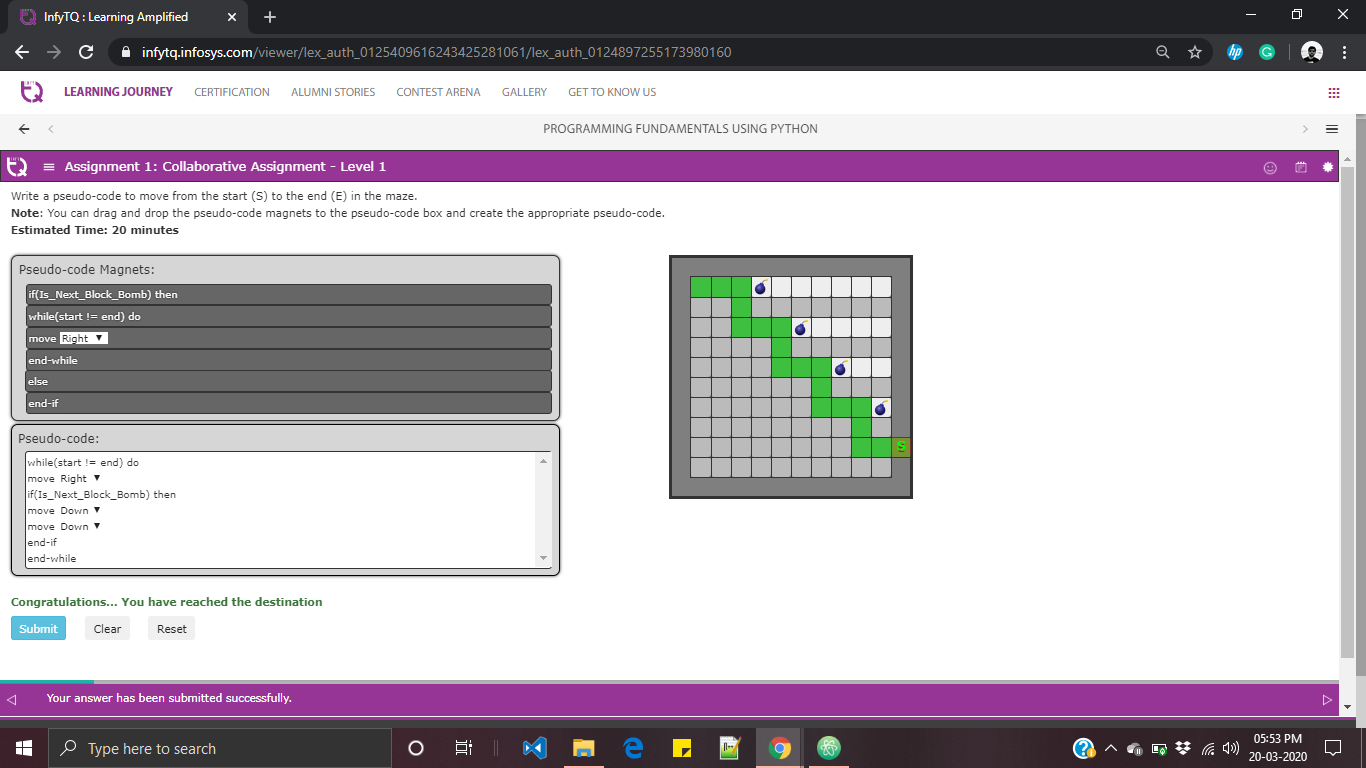 InfyTQ : Learning Amplified
infytq.infosys.com/viewer/lex_auth_0125409616243425281061/lex_auth_0124897255173980160
LEARNING JOURNEY CERTIFICATION ALUMNI STORIES CONTEST ARENA GALLERY GET TO KNOW US
PROGRAMMING FUNDAMENTALS USING PYTHON
Assignment 1: Collaborative Assignment - Level 1
Write a pseudo-code to move from the start (S) to the end (E) in the maze.
Note: You can drag and drop the pseudo-code magnets to the pseudo-code box and create the appropriate pseudo-code.
Estimated Time: 20 minutes
Pseudo-code Magnets:
if(Is_Next_Block_Bomb) then
while(start != end) do
move Right
end-while
else
end-if
Pseudo-code:
while(start != end) do
move Right
if(Is_Next_Block_Bomb) then
move Down
move Down
end-if
end-while
S
Congratulations... You have reached the destination
Submit Clear Reset
Your answer has been submitted successfully.
Type here to search
05:53 PM
20-03-2020